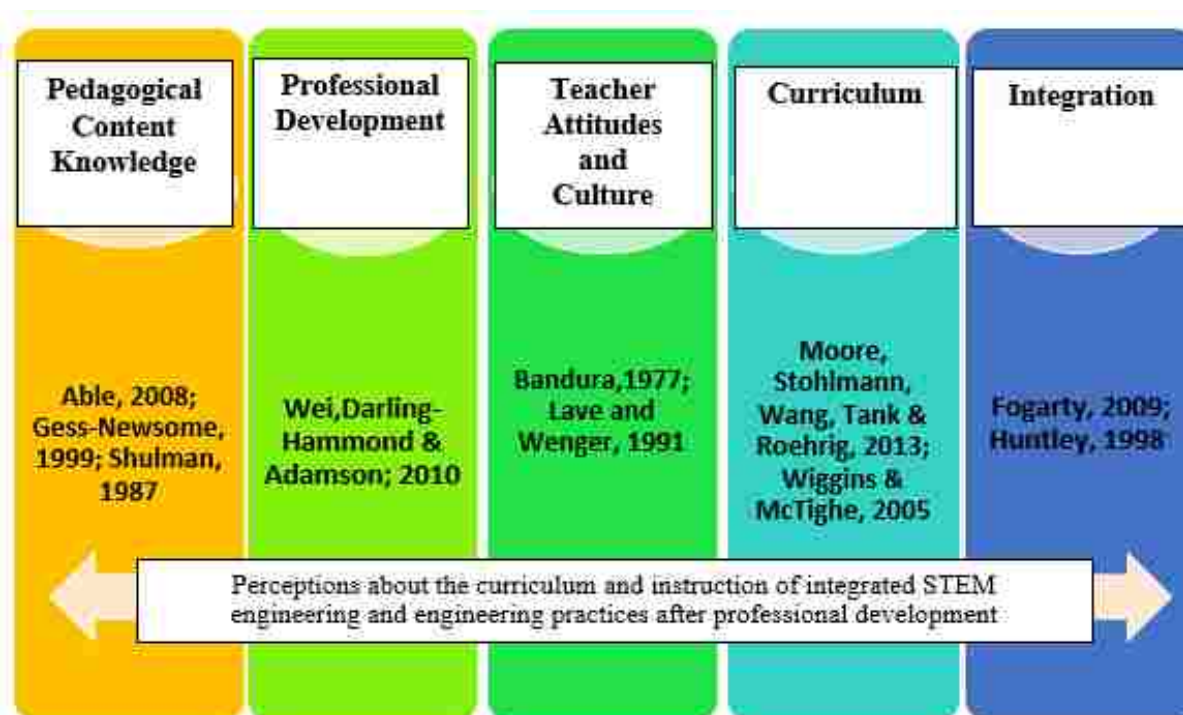 Pedagogical
Content
Knowledge
Professional
Development
Teacher
Attitudes
and
Culture
Curriculum
Integration
Able, 2008;
Gess-Newsome,
1999; Shulman,
1987
Wei,Darling-
Hammond &
Adamson; 2010
Bandura,1977;
Lave and
Wenger, 1991
Moore,
Stohlmann,
Wang, Tank &
Roehrig, 2013;
Wiggins &
McTighe, 2005
Fogarty, 2009;
Huntley, 1998
Perceptions about the curriculum and instruction of integrated STEM
engineering and engineering practices after professional development